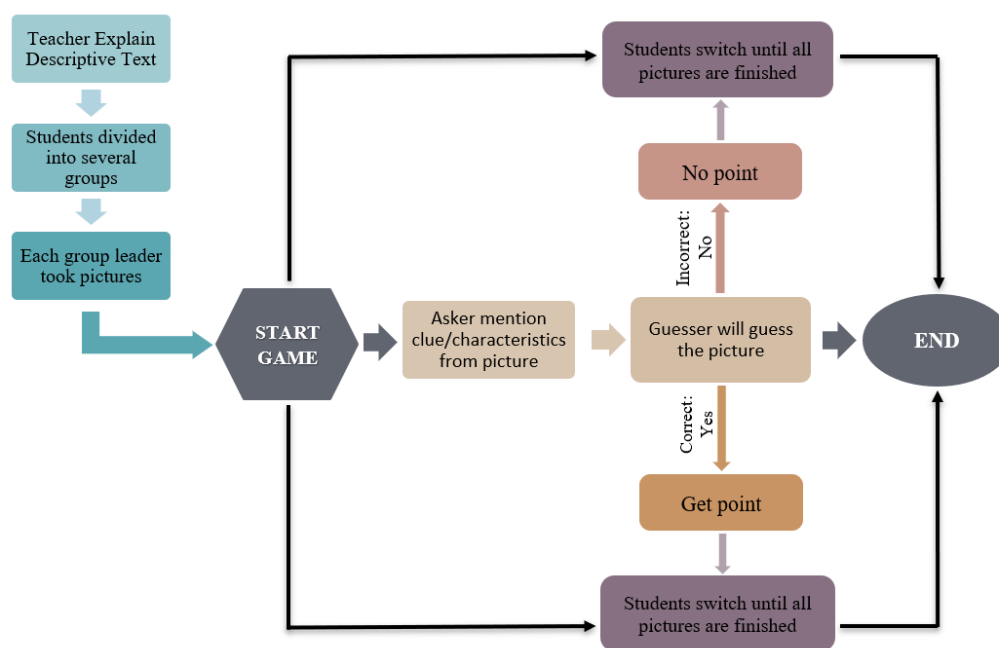 Teacher Explain
Descriptive Text
Students divided
into several
groups
Each group leader
took pictures
START
GAME
Asker mention
clue/characteristics
from picture
Guesser will guess
the picture
Incorrect:
No
No point
Students switch until all
pictures are finished
Correct:
Yes
Get point
Students switch until all
pictures are finished
END